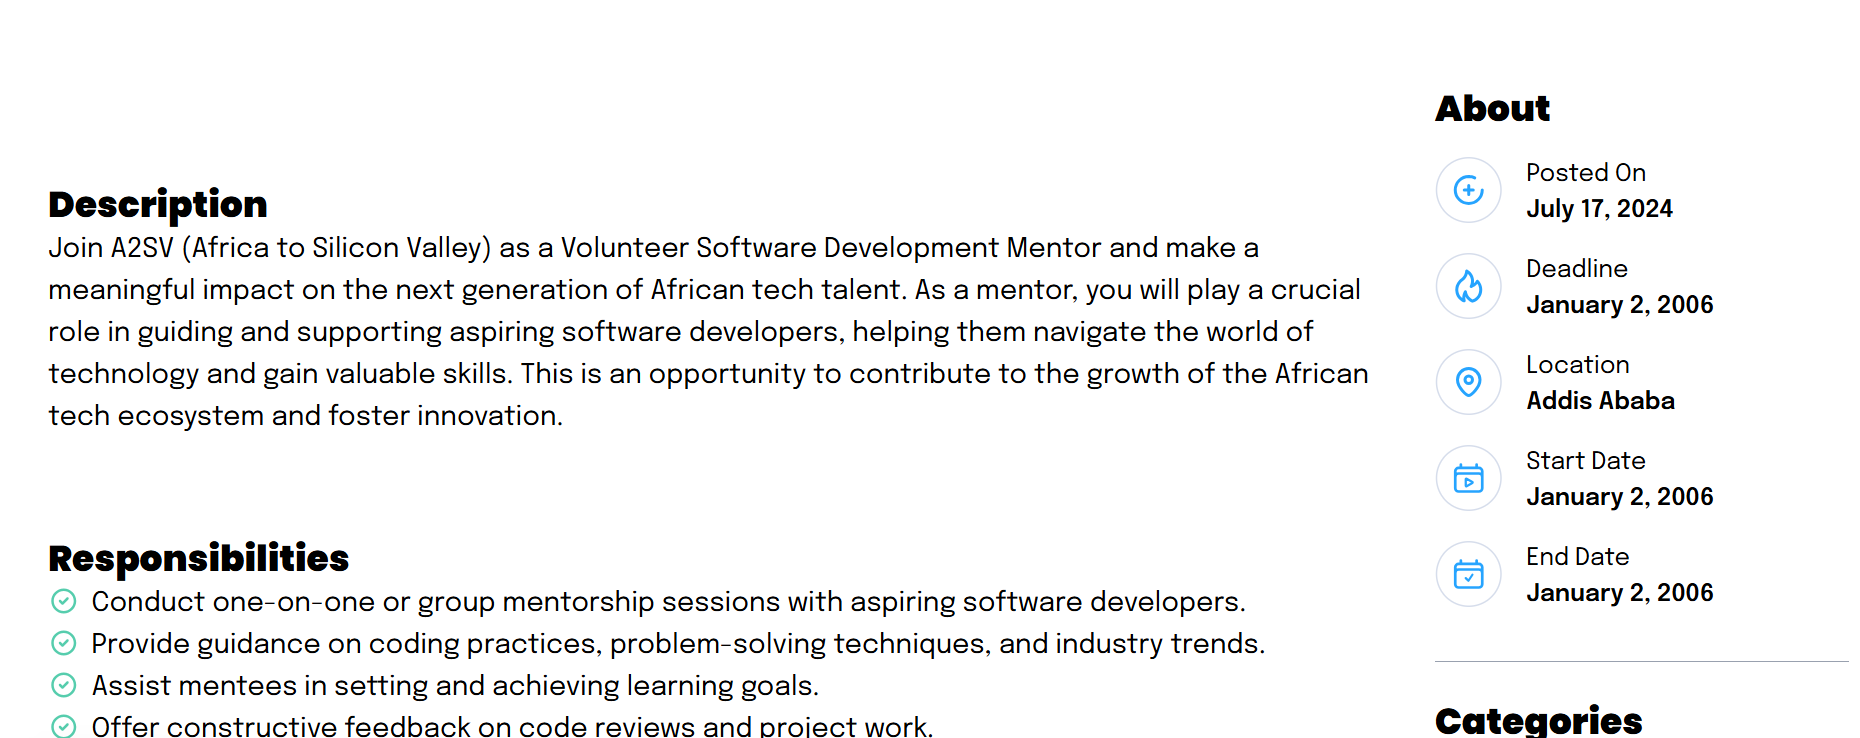 Description
Join A2SV (Africa to Silicon Valley) as a Volunteer Software Development Mentor and make a
meaningful impact on the next generation of African tech talent. As a mentor, you will play a crucial
role in guiding and supporting aspiring software developers, helping them navigate the world of
technology and gain valuable skills. This is an opportunity to contribute to the growth of the African
tech ecosystem and foster innovation.
Responsibilities
Conduct one-on-one or group mentorship sessions with aspiring software developers.
Provide guidance on coding practices, problem-solving techniques, and industry trends.
Assist mentees in setting and achieving learning goals.
Offer constructive feedback on code reviews and project work.
About
Posted On
July 17, 2024
Deadline
January 2, 2006
Location
Addis Ababa
Start Date
January 2, 2006
End Date
January 2, 2006
Categories